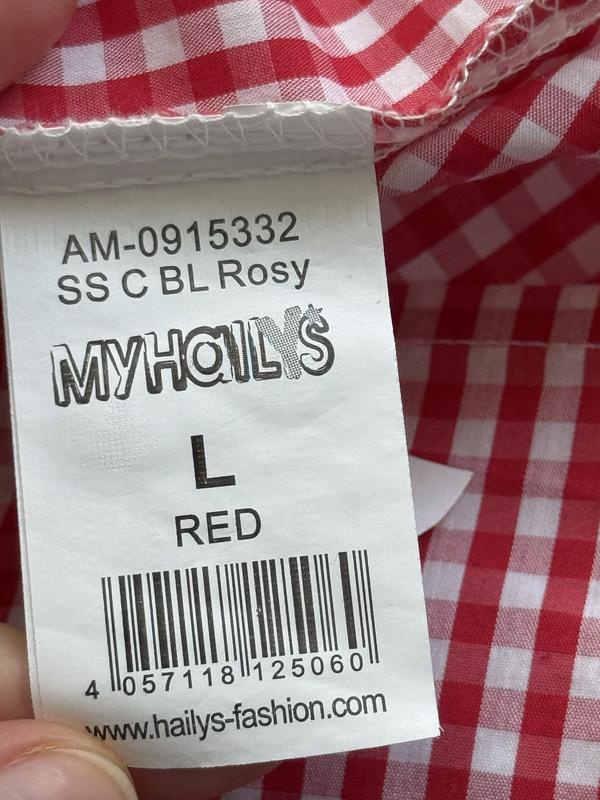 AM-0915332
SS C BL Rosy
MYHaiLYS
L
RED
4 057118 125060
www.hailys-fashion.com